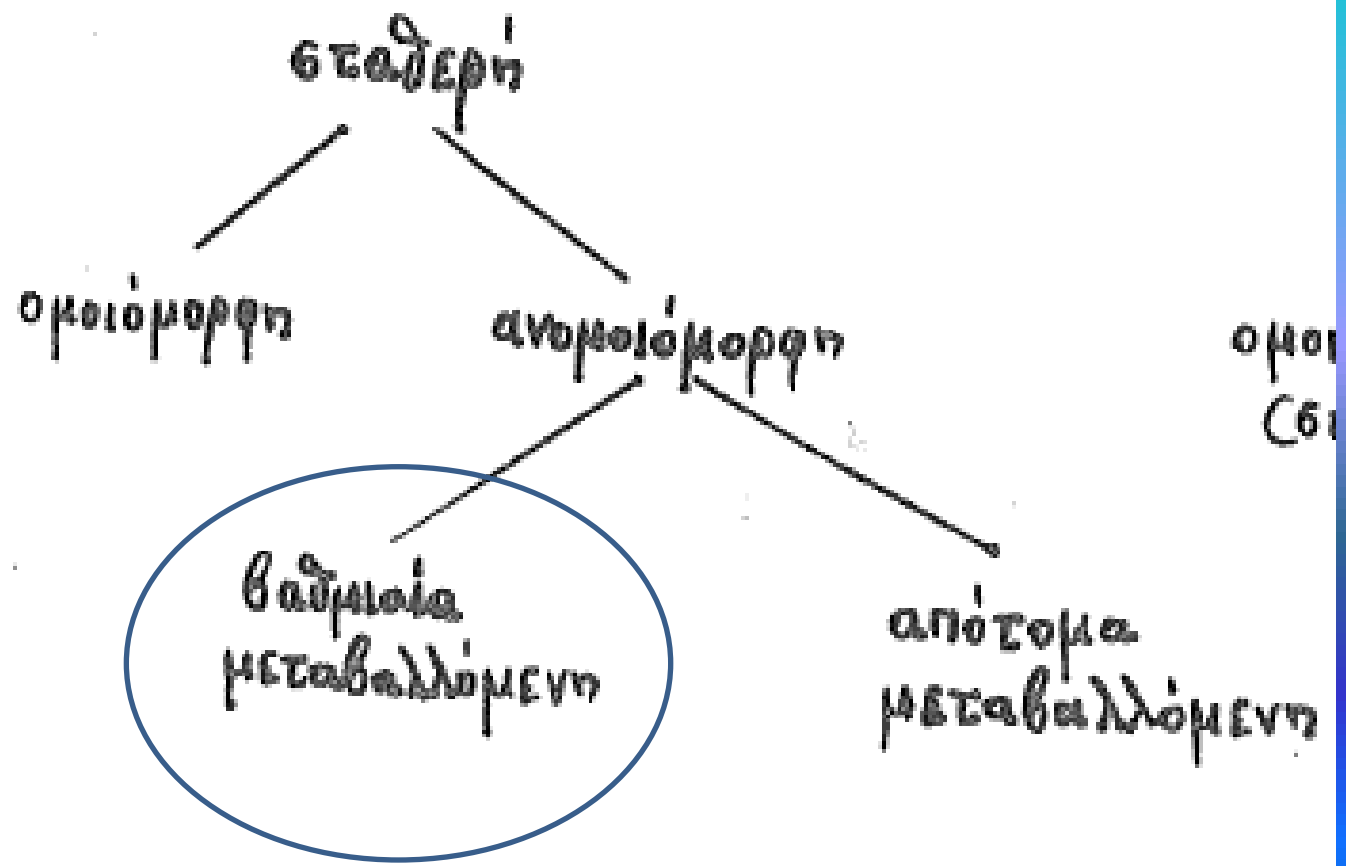 σταθερή
ομοιόμορφη
ανομοιόμορφη
βαθμιαία
μεταβαλλόμενη
απότομα
μεταβαλλόμενη